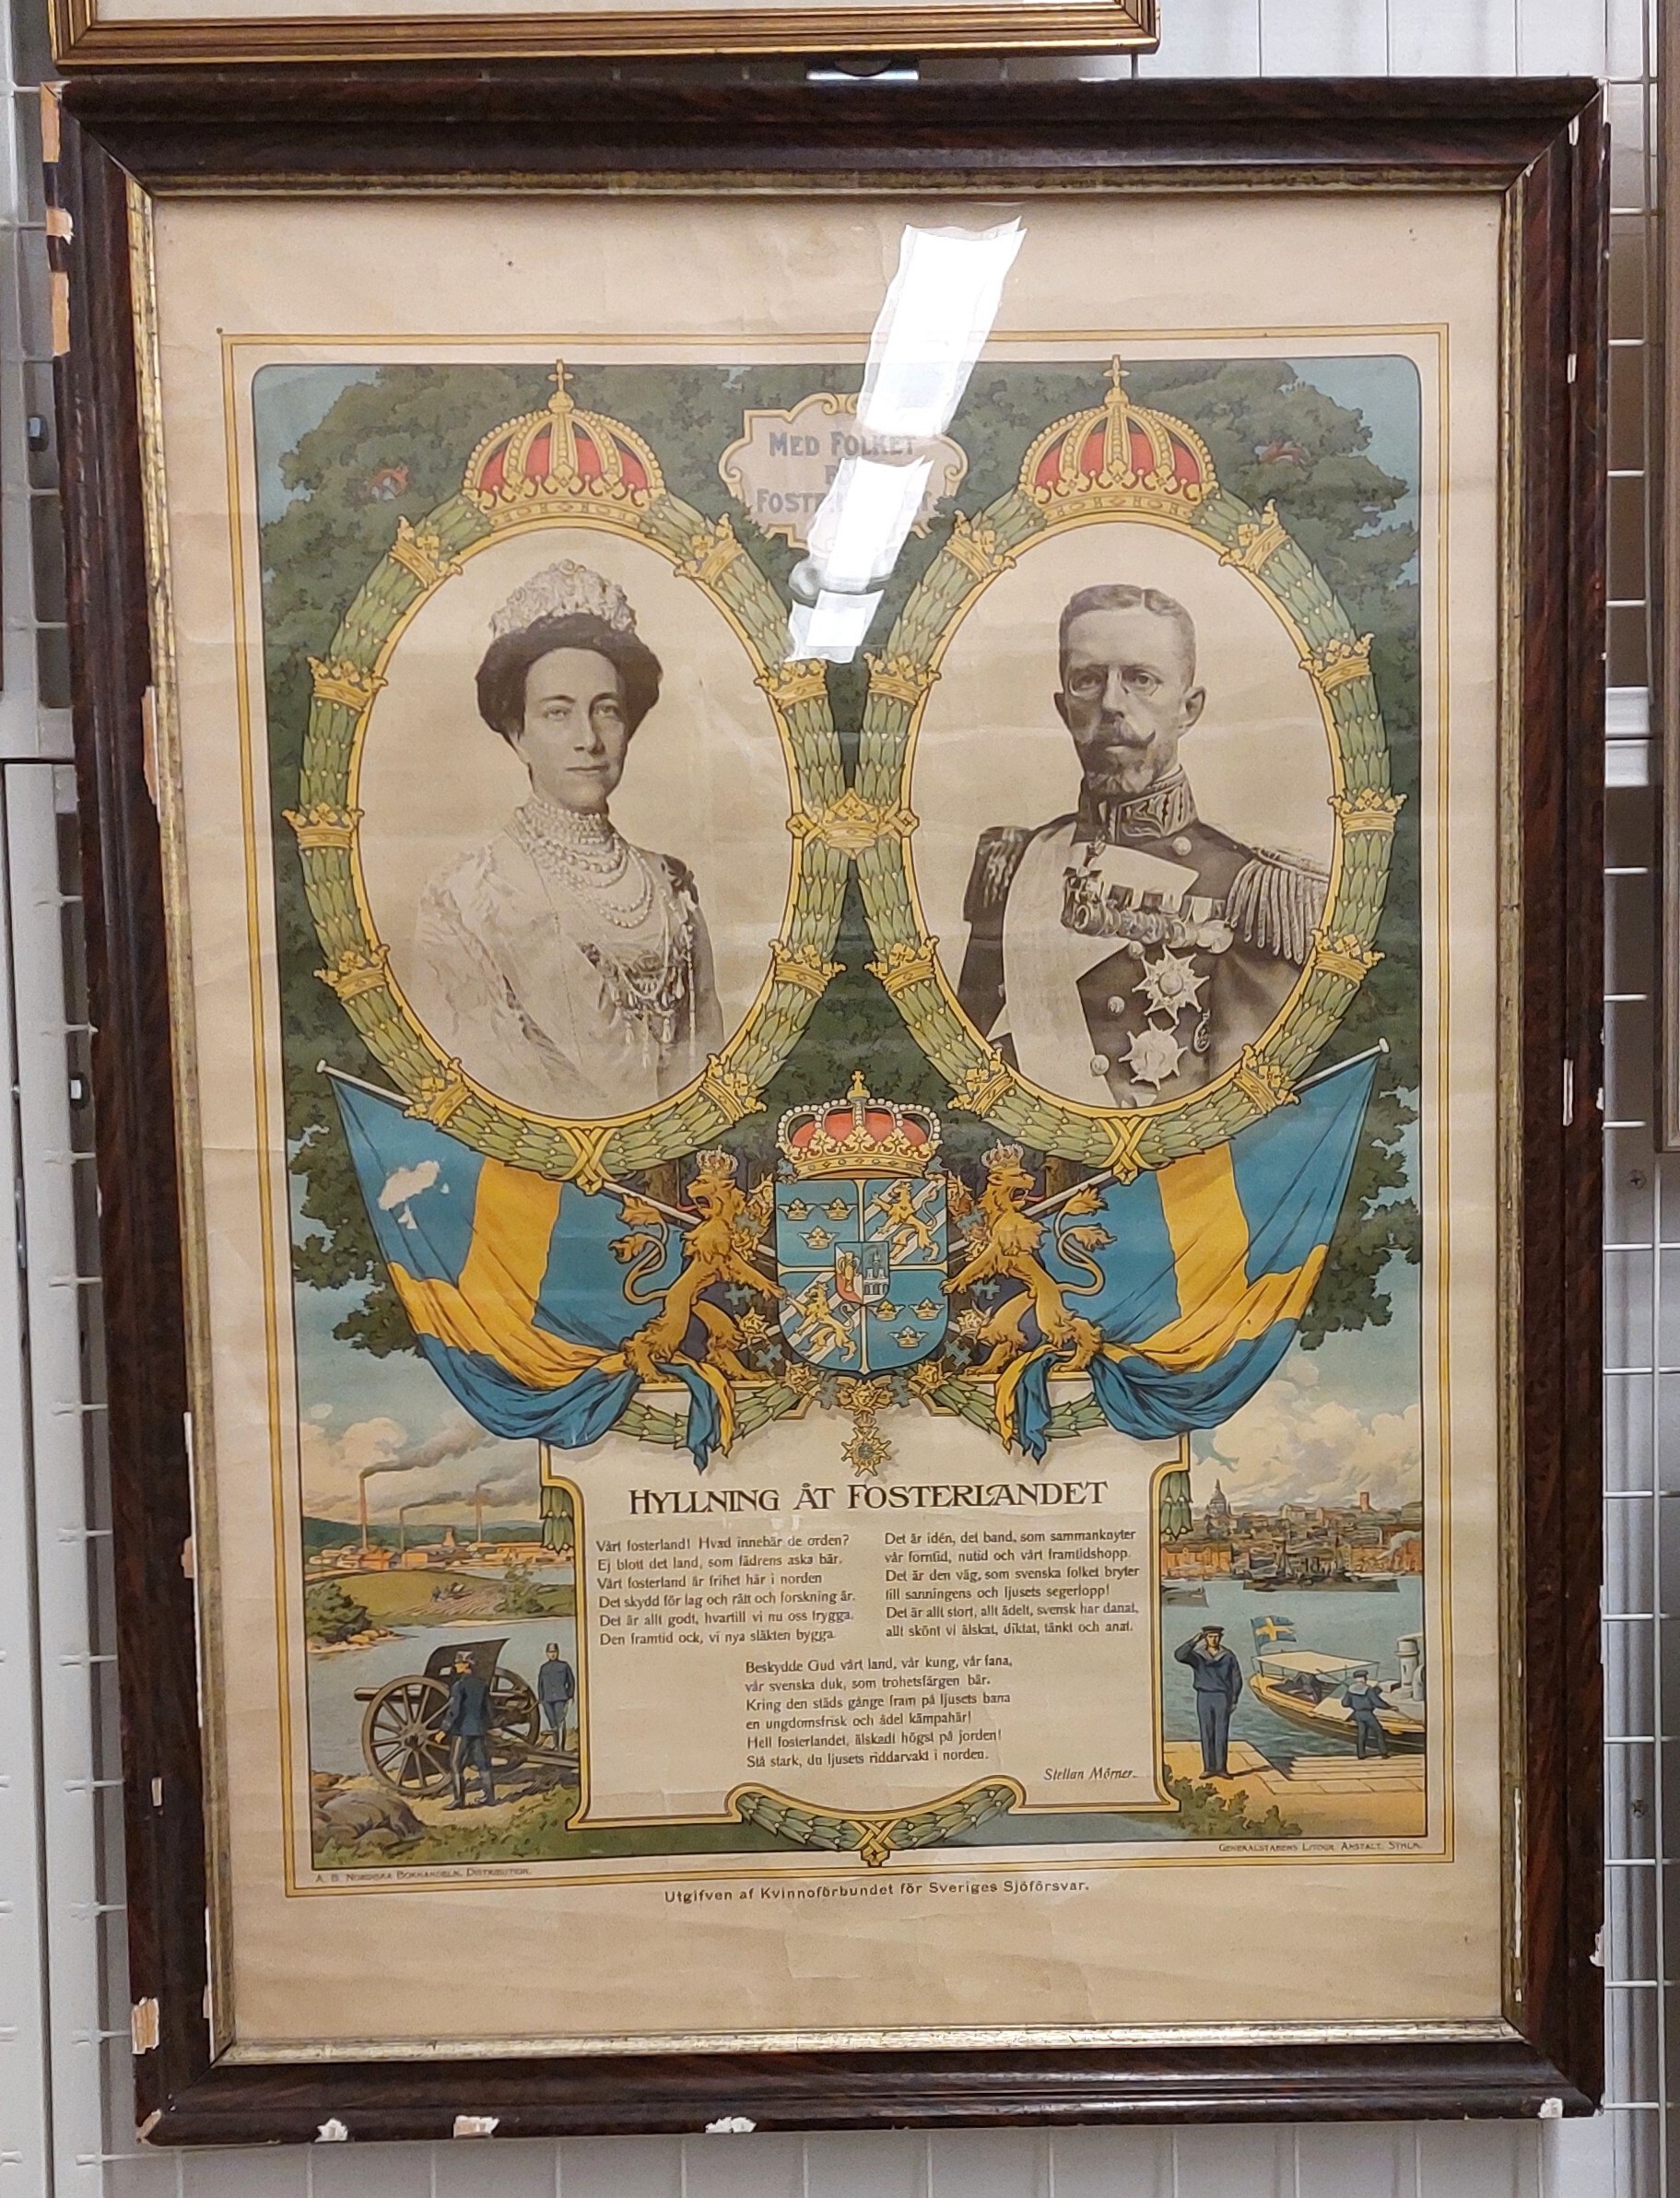 MED FOLKET
HYLLNING ÅT FOSTERLANDET
Vårt fosterland! Hvad innebär de orden?
Ej blott det land, som fädrens aska bär.
Vårt fosterland är frihet här i norden
Det skydd för lag och rätt och forskning är.
Det är allt godt, hvartill vi nu oss trygga.
Den framtid ock, vi nya släkten bygga.
Det är idén, det band, som sammanknyter
vår forntid, nutid och vårt framtidshopp.
Det är den våg, som svenska folket bryter
till sanningens och ljusets segerlopp!
Det är allt stort, allt ädelt, svensk har danat,
allt skönt vi älskat, diktat, tänkt och anat.
Beskydde Gud vårt land, vår kung, vår fana,
vår svenska duk, som trohetsfärgen bär.
Kring den städs gånge fram på ljusets bana
en ungdomsfrisk och ädel kämpahär!
Hell fosterlandet, älskadt högst på jorden!
Stå stark, du ljusets riddarvakt i norden.
Stellan Mörner.
A. B. NORDISKA BOKHANDELN, DISTRIBUTION.
GENERALSTABENS LITOGR. ANSTALT. STHLM.
Utgifven af Kvinnoförbundet för Sveriges Sjöförsvar.